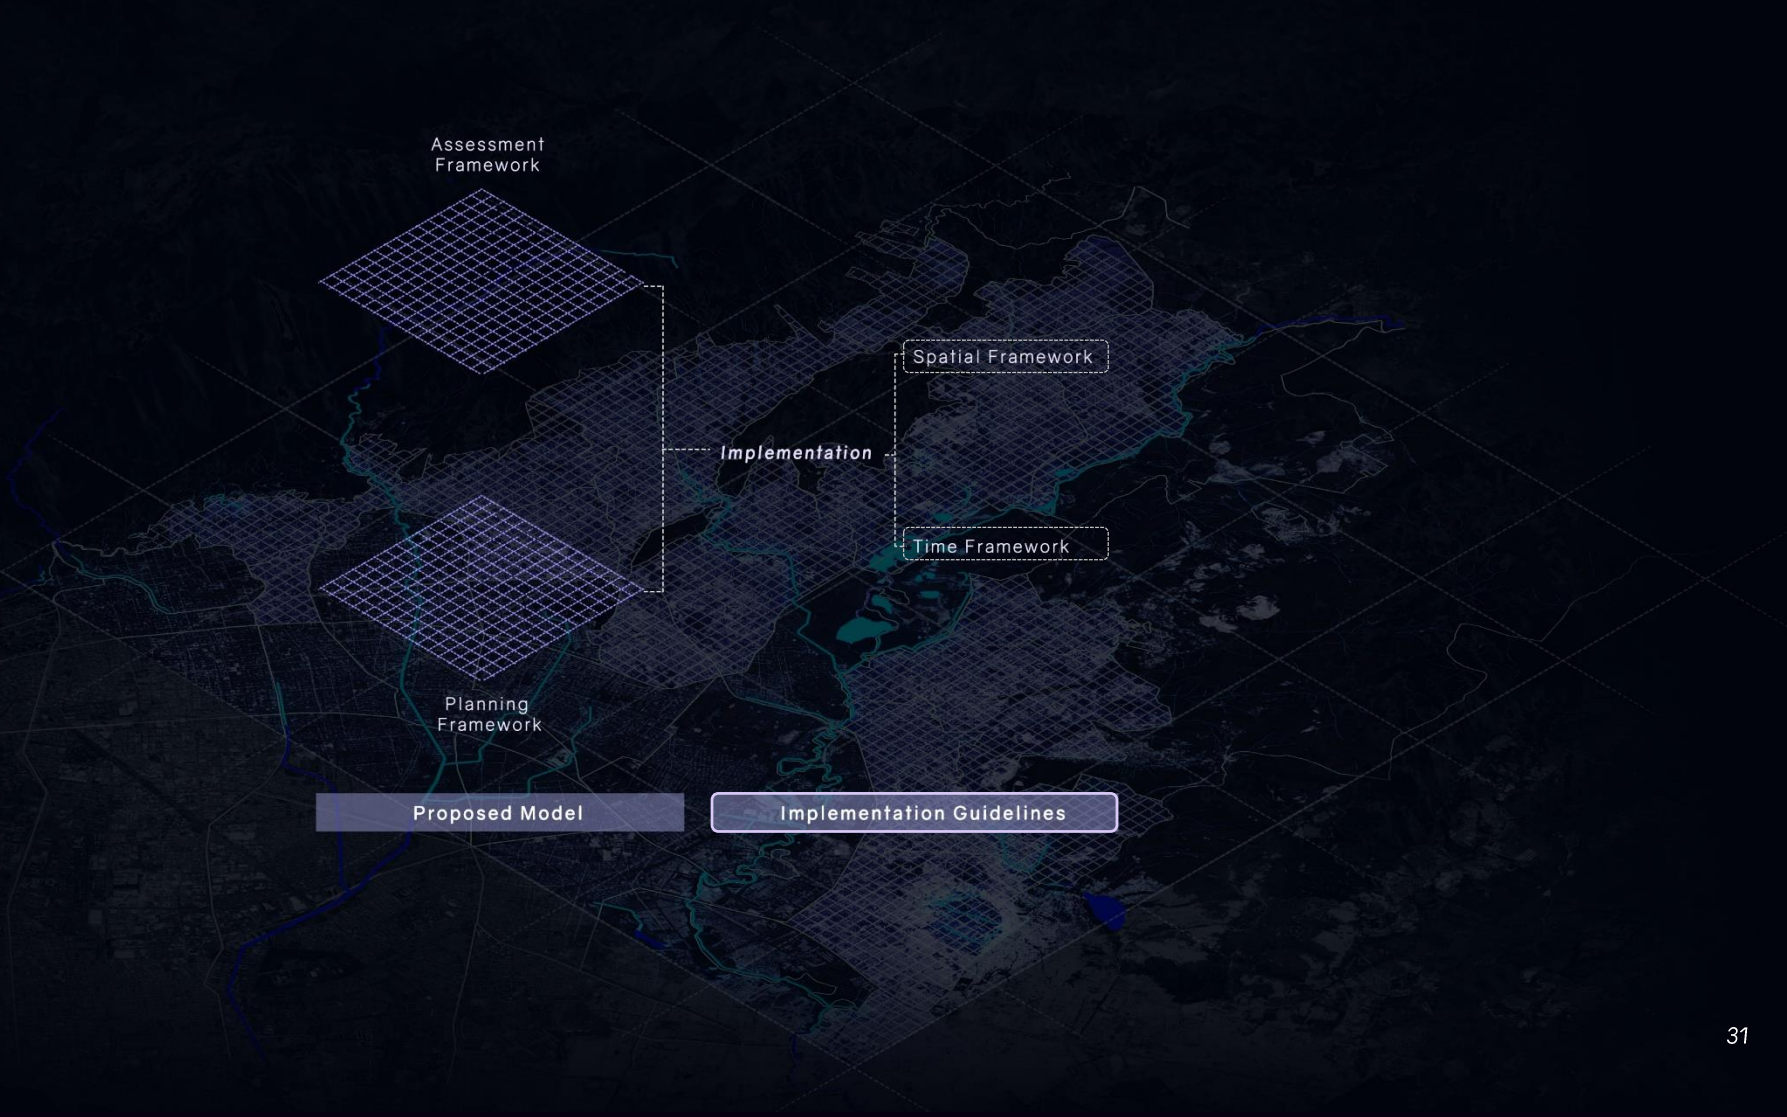 Assessment
Framework
Spatial Framework
Implementation
Time Framework
Planning
Framework
Proposed Model
Implementation Guidelines
31